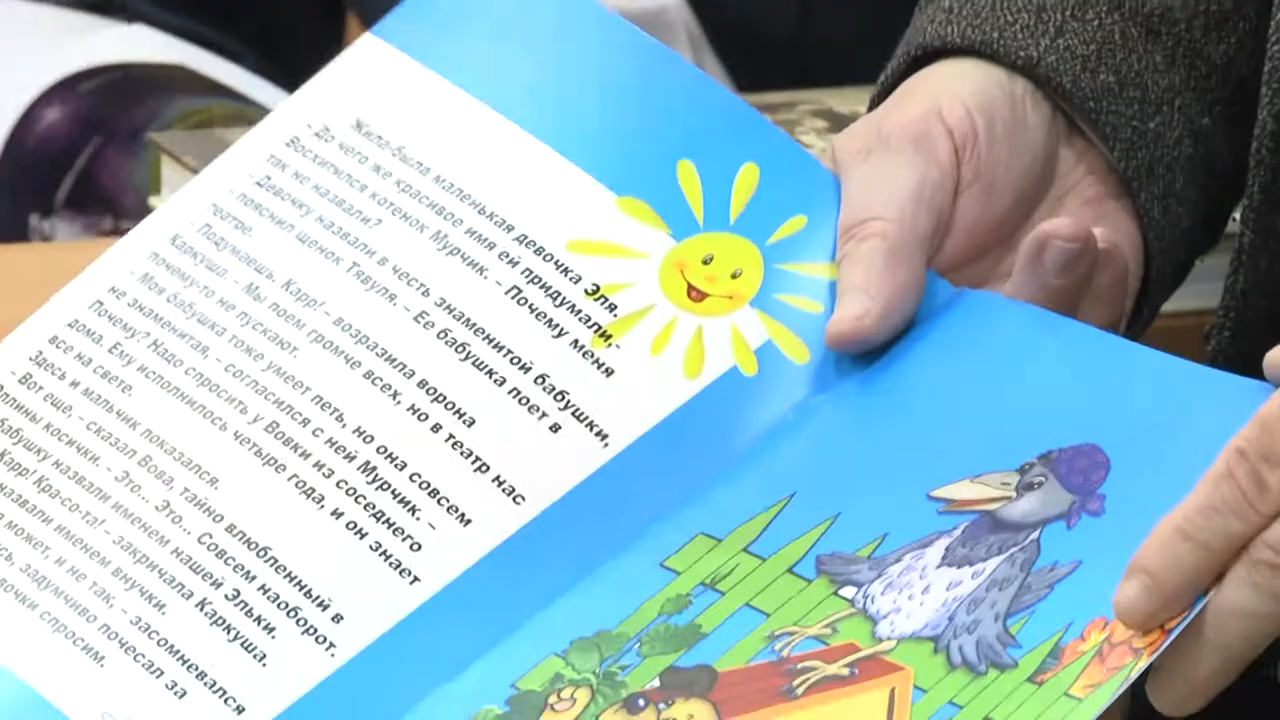 Жила-была маленькая девочка Эля.
- До чего же красивое имя ей придумали,-
Восхитился котенок Мурчик. – Почему меня
так не назвали?
- Девочку назвали в честь знаменитой бабушки,
- пояснил щенок Тявуля. – Ее бабушка поет в
театре.
- Подумаешь, Карр! – возразила ворона
Каркуша. – Мы поем громче всех, но в театр нас
почему-то не пускают.
- Моя бабушка тоже умеет петь, но она совсем
не знаменитая, – согласился с ней Мурчик. –
Почему? Надо спросить у Вовки из соседнего
дома. Ему исполнилось четыре года, и он знает
все на свете.
Здесь и мальчик показался.
- Вот еще, – сказал Вова, тайно влюбленный в
Эллины косички. – Это... Это... Совсем наоборот.
бабушку назвали именем нашей Эльки.
Карр! Кра-со-та! – закричала Каркуша.
назвали именем внучки.
может, и не так, – засомневался
задумчиво почесал за
спросим.